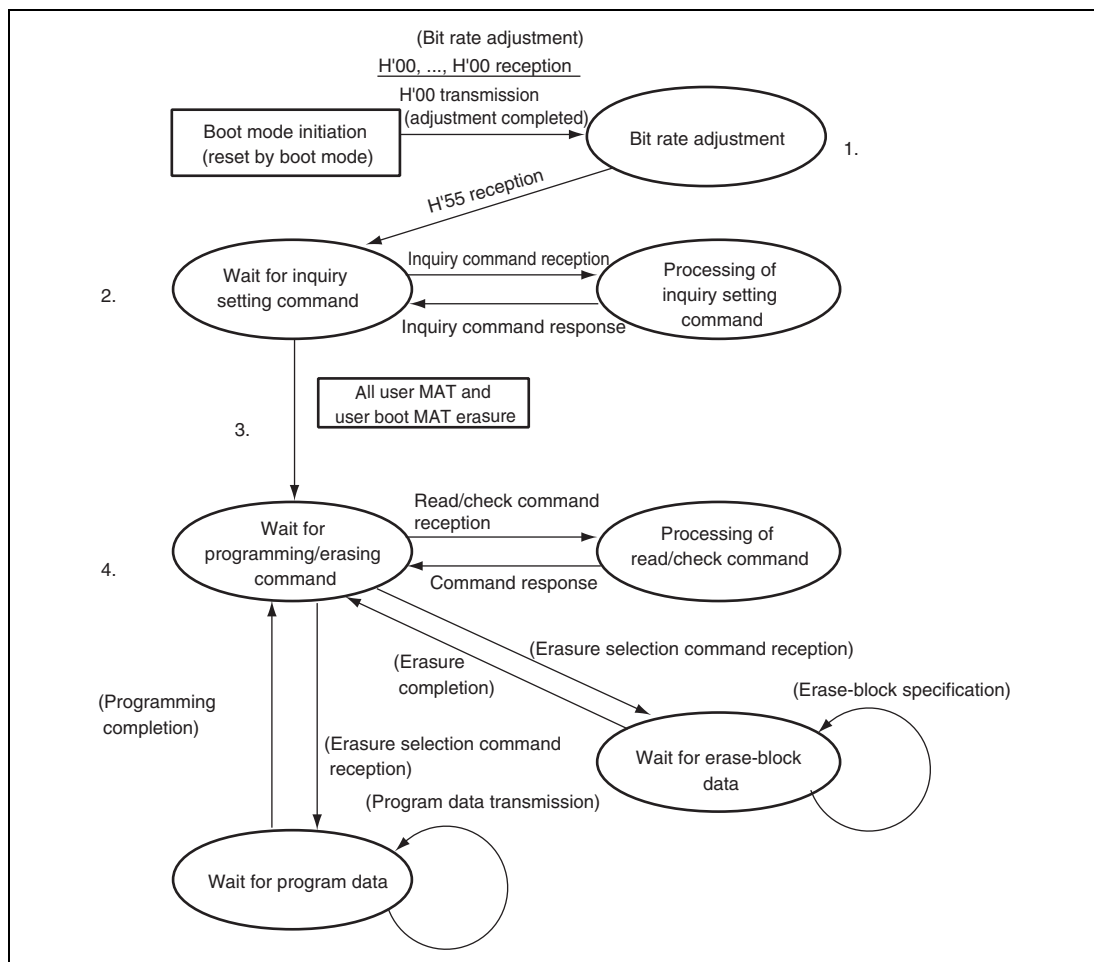 (Bit rate adjustment)
H'00, ..., H'00 reception
H'00 transmission
(adjustment completed)
Boot mode initiation
(reset by boot mode)
Bit rate adjustment
1.
H'55 reception
2.
Wait for inquiry
setting command
Inquiry command reception
Inquiry command response
Processing of
inquiry setting
command
All user MAT and
user boot MAT erasure
3.
4.
Wait for
programming/erasing
command
Read/check command
reception
Command response
Processing of
read/check command
(Erasure selection command reception)
(Erasure
completion)
(Erase-block specification)
(Programming
completion)
Wait for erase-block
data
(Erasure selection command
reception)
(Program data transmission)
Wait for program data